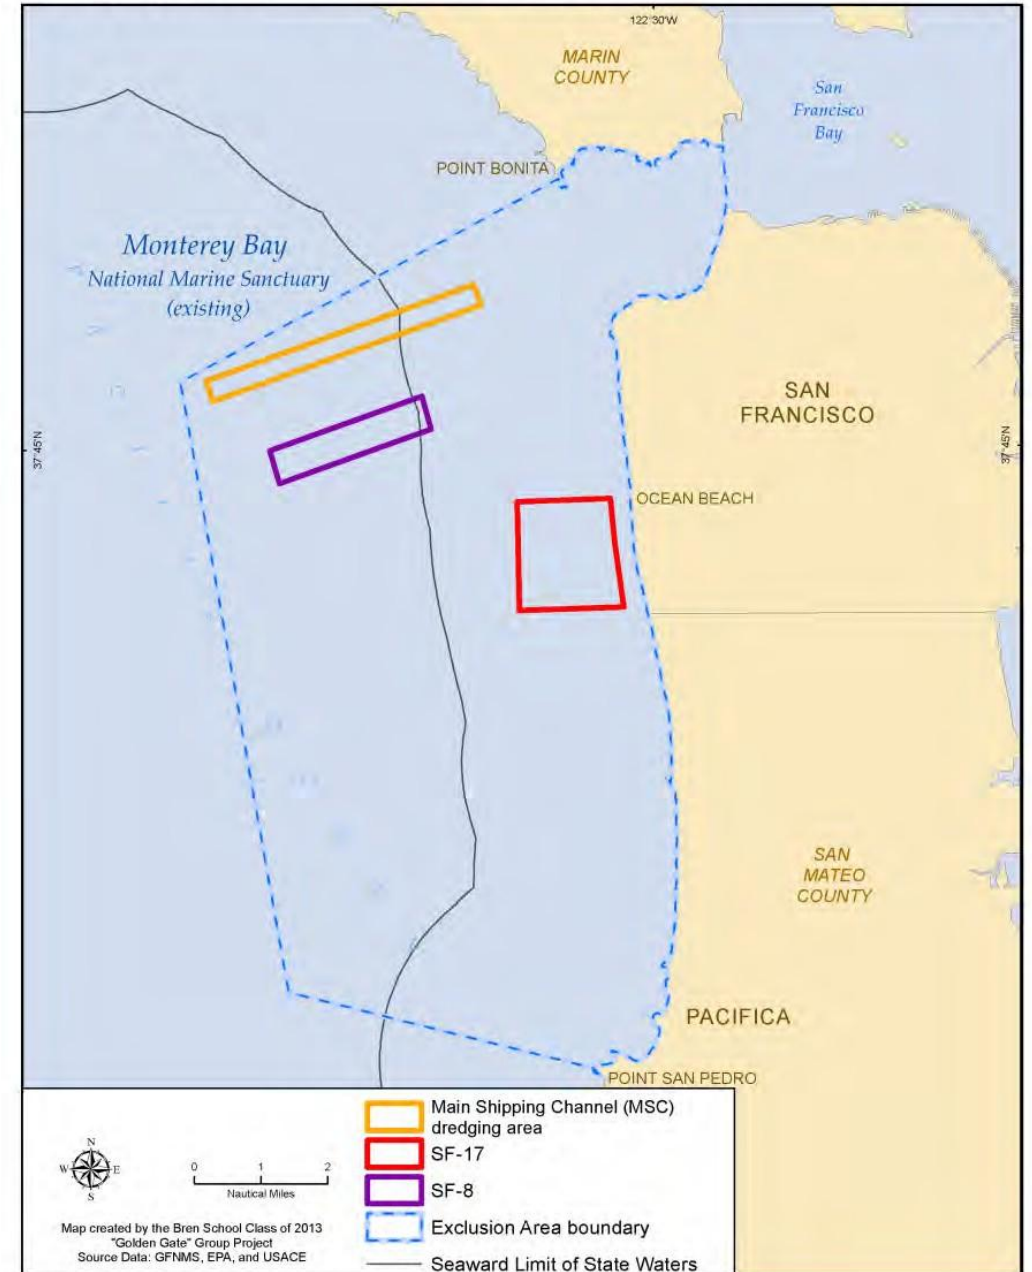 122°30'W
MARIN
COUNTY
San
Francisco
Bay
POINT BONITA
Monterey Bay
National Marine Sanctuary
(existing)
SAN
FRANCISCO
37°45'N
37°45'N
OCEAN BEACH
SAN
MATEO
COUNTY
PACIFICA
POINT SAN PEDRO
Main Shipping Channel (MSC)
dredging area
SF-17
SF-8
Exclusion Area boundary
Seaward Limit of State Waters
N
W E
S
0 1 2
Nautical Miles
Map created by the Bren School Class of 2013
"Golden Gate" Group Project
Source Data: GFNMS, EPA, and USACE